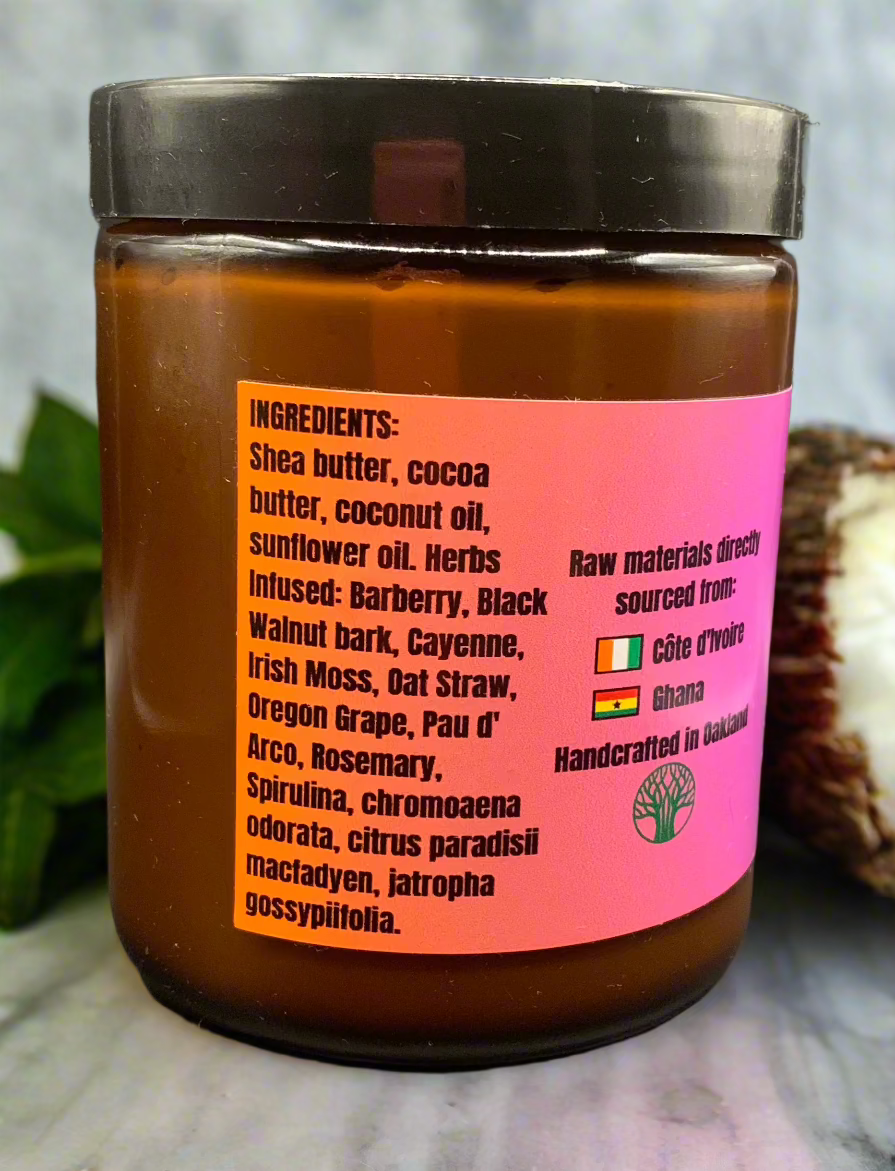 INGREDIENTS:
Shea butter, cocoa
butter, coconut oil,
sunflower oil. Herbs
Infused: Barberry, Black
Walnut bark, Cayenne,
Irish Moss, Oat Straw,
Oregon Grape, Pau d'
Arco, Rosemary,
Spirulina, chromoaena
odorata, citrus paradisii
macfadyen, jatropha
gossypiifolia.
Raw materials directly
sourced from:
Côte d'Ivoire
Ghana
Handcrafted in Oakland